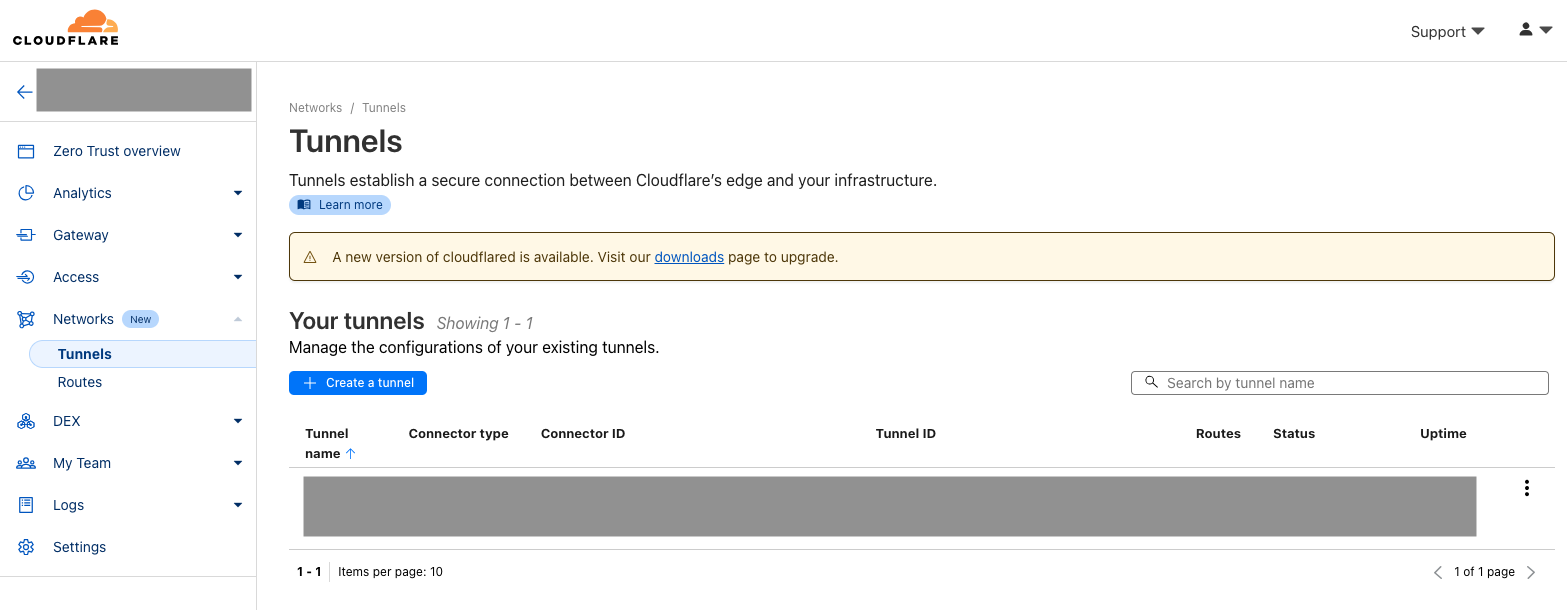 CLOUDFLARE
Support
Zero Trust overview
Analytics
Gateway
Access
Networks New
Tunnels
Routes
DEX
My Team
Logs
Settings
Networks / Tunnels
Tunnels
Tunnels establish a secure connection between Cloudflare’s edge and your infrastructure.
Learn more
A new version of cloudflared is available. Visit our downloads page to upgrade.
Your tunnels Showing 1 - 1
Manage the configurations of your existing tunnels.
Create a tunnel
Search by tunnel name
Tunnel name Connector type Connector ID Tunnel ID Routes Status Uptime
1 - 1 Items per page: 10 1 of 1 page